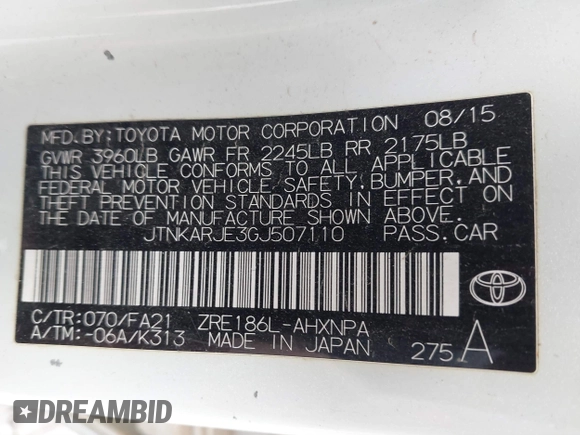 MFD.BY:TOYOTA MOTOR CORPORATION 08/15
GVWR 3960LB GAWR FR 2245LB RR 2175LB
THIS VEHICLE CONFORMS TO ALL APPLICABLE
FEDERAL MOTOR VEHICLE SAFETY, BUMPER, AND
THEFT PREVENTION STANDARDS IN EFFECT ON
THE DATE OF MANUFACTURE SHOWN ABOVE.
JTNKARJE3GJ507110 PASS.CAR
C/TR:070/FA21 ZRE186L-AHXNPA
A/TM:-06A/K313 MADE IN JAPAN 275 A
DREAMBID